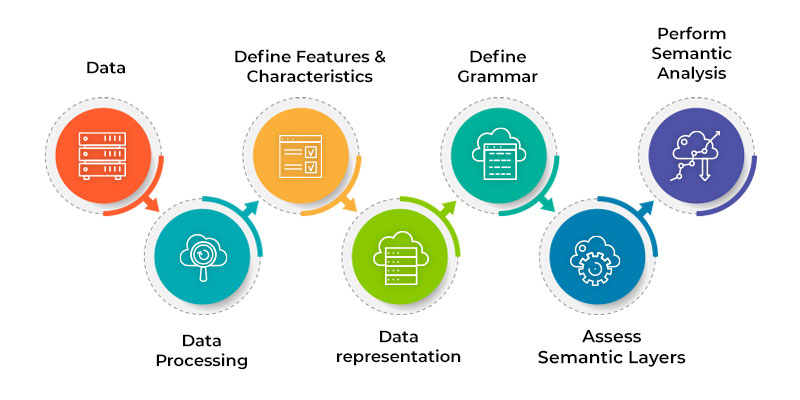 Data
Data
Processing
Define Features &
Characteristics
Data
representation
Define
Grammar
Assess
Semantic Layers
Perform
Semantic
Analysis